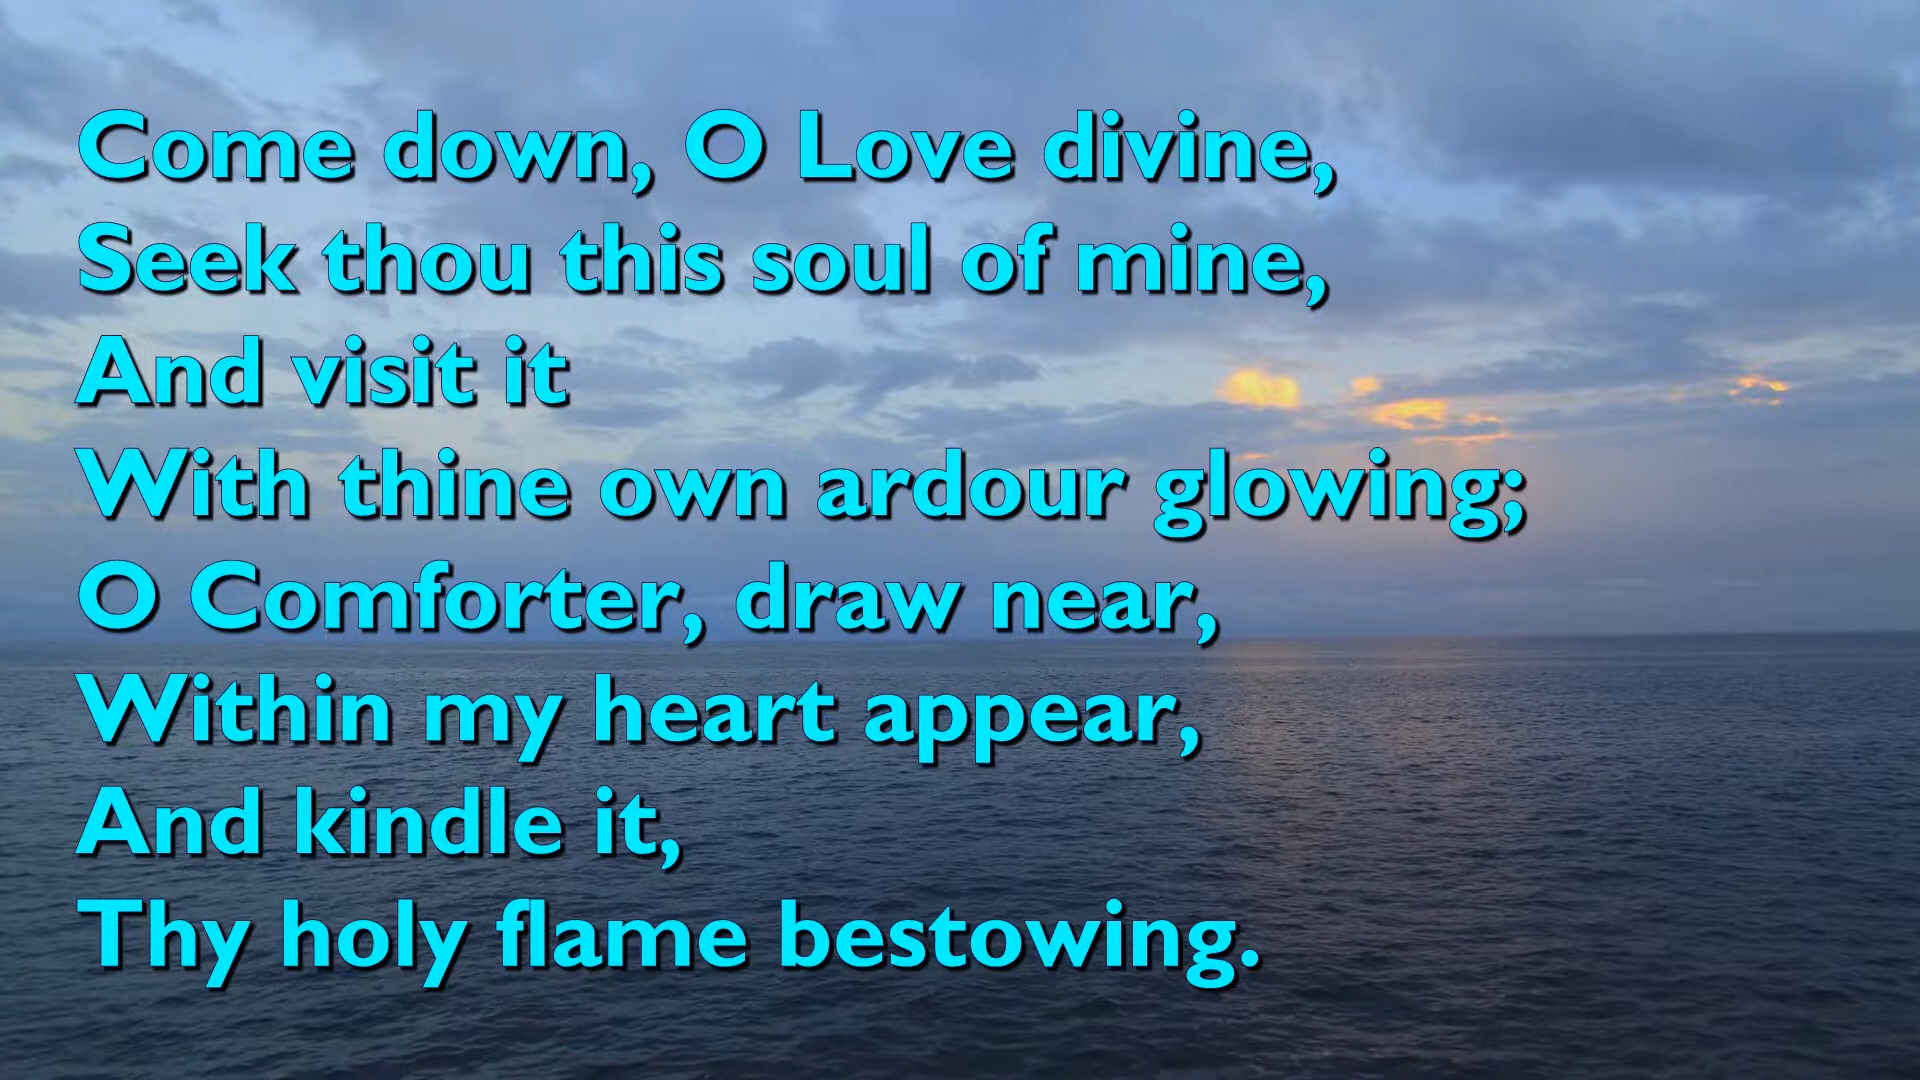 Come down, O Love divine,
Seek thou this soul of mine,
And visit it
With thine own ardour glowing;
O Comforter, draw near,
Within my heart appear,
And kindle it,
Thy holy flame bestowing.